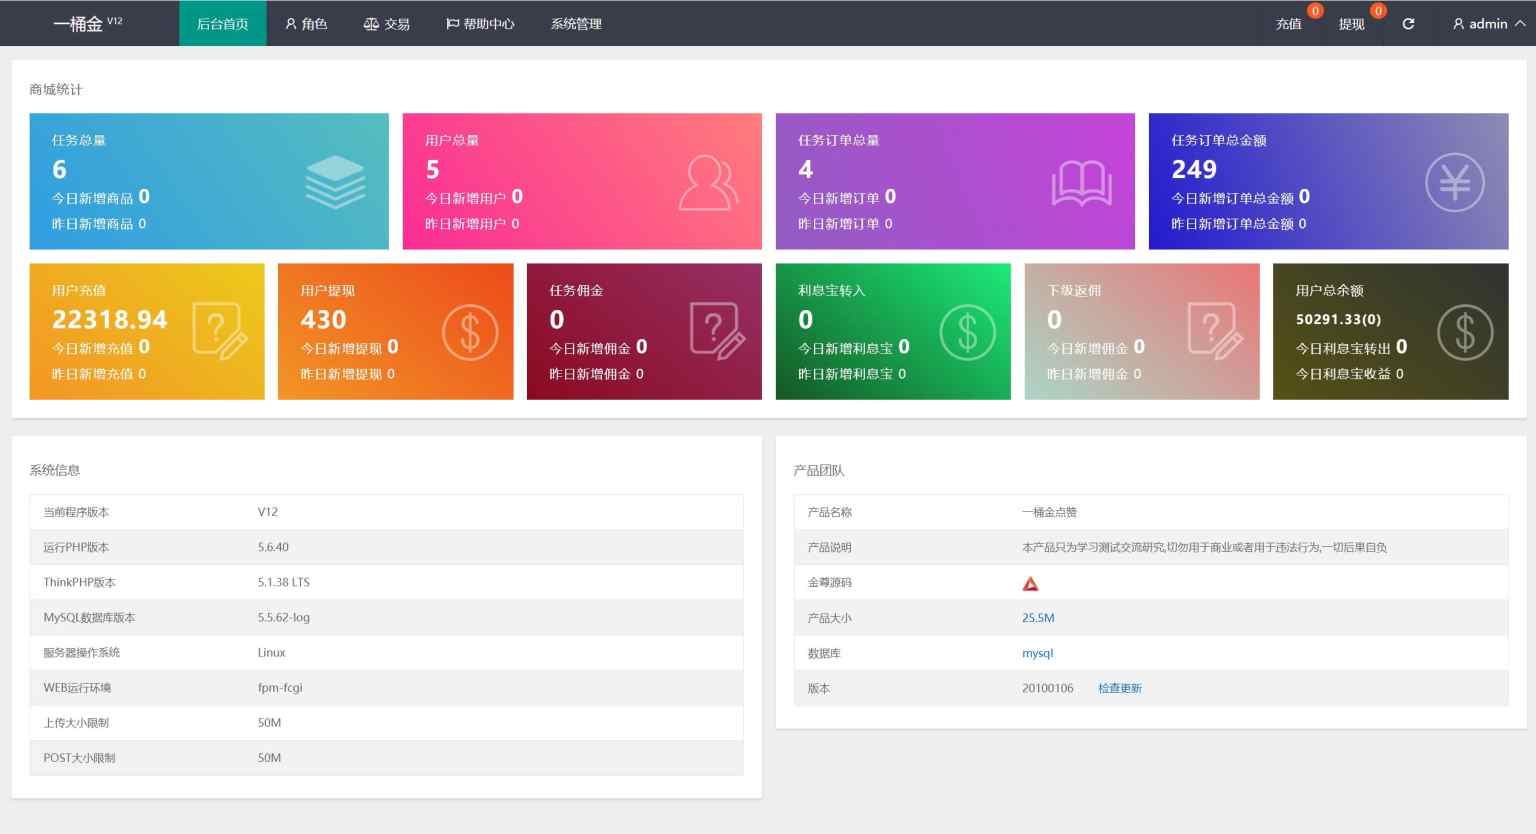 一桶金 V12 后台首页 角色 交易 帮助中心 系统管理 充值 0 提现 0 admin
商城统计
任务总量
6
今日新增商品 0
昨日新增商品 0
用户总量
5
今日新增用户 0
昨日新增用户 0
任务订单总量
4
今日新增订单 0
昨日新增订单 0
任务订单总金额
249
今日新增订单总金额 0
昨日新增订单总金额 0
用户充值
22318.94
今日新增充值 0
昨日新增充值 0
用户提现
430
今日新增提现 0
昨日新增提现 0
任务佣金
0
今日新增佣金 0
昨日新增佣金 0
利息宝转入
0
今日新增利息宝 0
昨日新增利息宝 0
下级返佣
0
今日新增佣金 0
昨日新增佣金 0
用户总余额
50291.33(0)
今日利息宝转出 0
今日利息宝收益 0
系统信息
当前程序版本 V12
运行PHP版本 5.6.40
ThinkPHP版本 5.1.38 LTS
MySQL数据库版本 5.5.62-log
服务器操作系统 Linux
WEB运行环境 fpm-fcgi
上传大小限制 50M
POST大小限制 50M
产品团队
产品名称 一桶金点赞
产品说明 本产品只为学习测试交流研究,切勿用于商业或者用于违法行为,一切后果自负
金尊源码
产品大小 25.5M
数据库 mysql
版本 20100106 检查更新